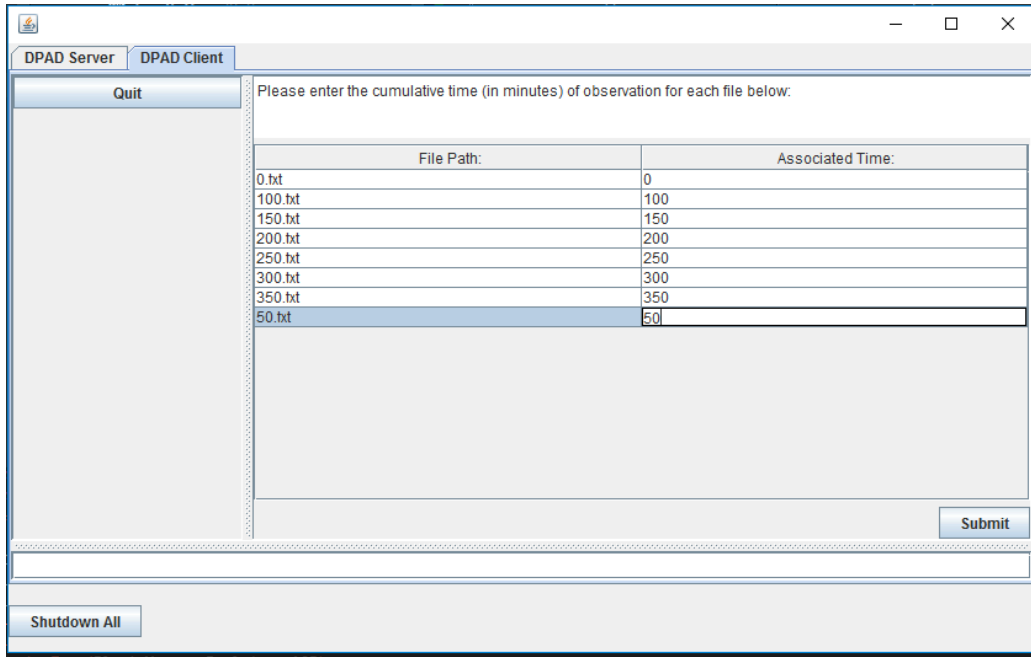 DPAD Server DPAD Client
Quit
Please enter the cumulative time (in minutes) of observation for each file below:
File Path: Associated Time:
0.txt 0
100.txt 100
150.txt 150
200.txt 200
250.txt 250
300.txt 300
350.txt 350
50.txt 50
Submit
Shutdown All